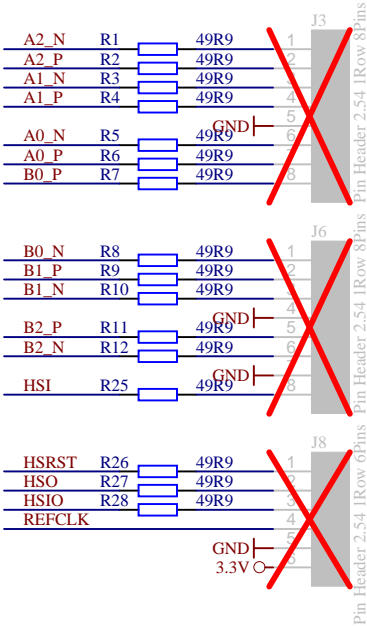 J3
A2_N R1 49R9 1
A2_P R2 49R9 2
A1_N R3 49R9 3
A1_P R4 49R9 4
GND 5
A0_N R5 49R9 6
A0_P R6 49R9 7
B0_P R7 49R9 8
Pin Header 2.54 1Row 8Pins
J6
B0_N R8 49R9 1
B1_P R9 49R9 2
B1_N R10 49R9 3
GND 4
B2_P R11 49R9 5
B2_N R12 49R9 6
GND 7
HSI R25 49R9 8
Pin Header 2.54 1Row 8Pins
J8
HSRST R26 49R9 1
HSO R27 49R9 2
HSIO R28 49R9 3
REFCLK 4
GND 5
3.3V 6
Pin Header 2.54 1Row 6Pins